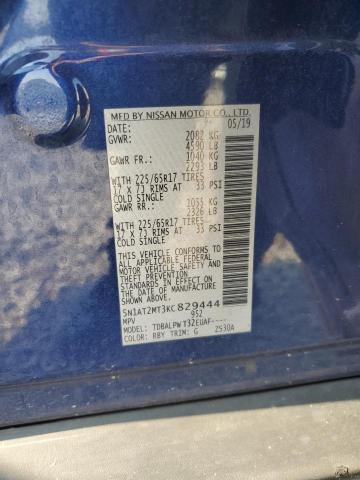 MFD BY NISSAN MOTOR CO., LTD.
DATE: 05/19
GVWR: 2082 KG
4590 LB
GAWR FR.: 1040 KG
2293 LB
WITH 225/65R17 TIRES
17 X 7J RIMS AT 33 PSI
COLD SINGLE
GAWR RR.: 1055 KG
2326 LB
WITH 225/65R17 TIRES
17 X 7J RIMS AT 33 PSI
COLD SINGLE
THIS VEHICLE CONFORMS TO ALL
APPLICABLE U.S. FEDERAL MOTOR
VEHICLE SAFETY, BUMPER, AND
THEFT PREVENTION STANDARDS
IN EFFECT ON THE DATE OF
MANUFACTURE SHOWN ABOVE.
5N1AT2MT3KC829444
MPV 952
MODEL: TDBALPWT32EUAF----
COLOR: RBY TRIM: G 2530A